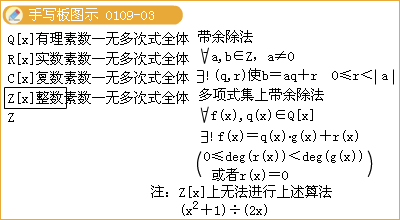 手写板图示 0109-03
Q[x]有理系数一无多次式全体
R[x]实数系数一无多次式全体
C[x]复数系数一无多次式全体
Z[x]整数系数一无多次式全体
Z
带余除法
∀a,b∈Z, a≠0
∃!(q,r)使b=aq+r 0≤r<|a|
多项式集上带余除法
∀f(x),q(x)∈Q[x]
∃!f(x)=q(x)·g(x)+r(x)
(0≤deg(r(x))<deg(g(x))
或者r(x)=0)
注: Z[x]上无法进行上述算法
(x²+1)÷(2x)